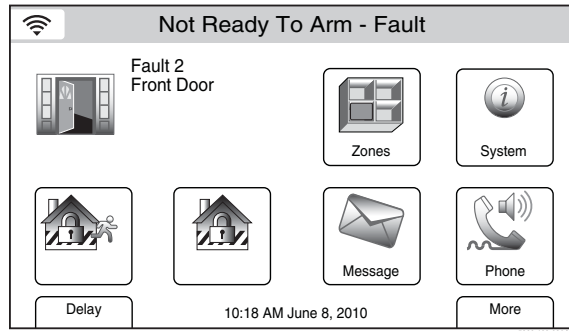 Not Ready To Arm - Fault
Fault 2
Front Door
Zones
System
Message
Phone
Delay
10:18 AM June 8, 2010
More